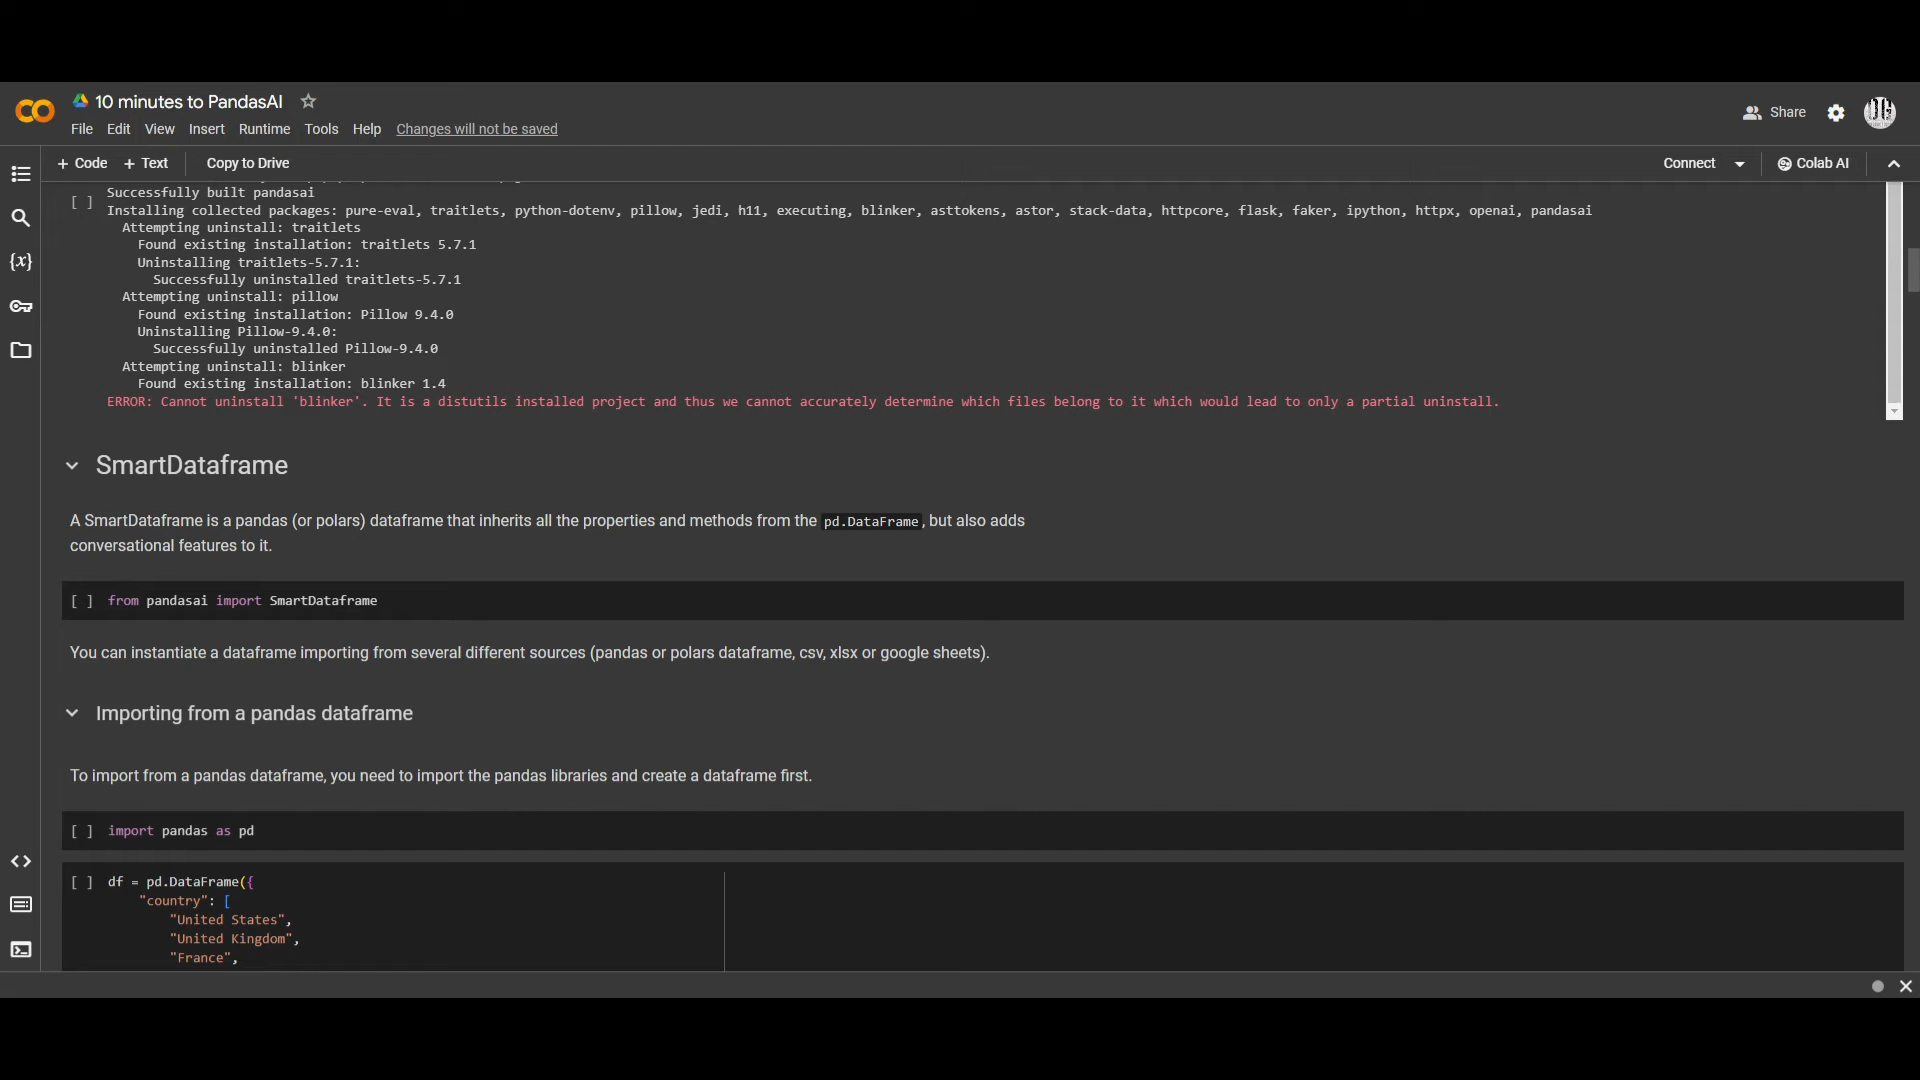 10 minutes to PandasAI
File Edit View Insert Runtime Tools Help Changes will not be saved
Share
+ Code + Text Copy to Drive
Connect
Colab AI
[ ] Successfully built pandasai
Installing collected packages: pure-eval, traitlets, python-dotenv, pillow, jedi, h11, executing, blinker, asttokens, astor, stack-data, httpcore, flask, faker, ipython, httpx, openai, pandasai
Attempting uninstall: traitlets
Found existing installation: traitlets 5.7.1
Uninstalling traitlets-5.7.1:
Successfully uninstalled traitlets-5.7.1
Attempting uninstall: pillow
Found existing installation: Pillow 9.4.0
Uninstalling Pillow-9.4.0:
Successfully uninstalled Pillow-9.4.0
Attempting uninstall: blinker
Found existing installation: blinker 1.4
ERROR: Cannot uninstall 'blinker'. It is a distutils installed project and thus we cannot accurately determine which files belong to it which would lead to only a partial uninstall.
SmartDataframe
A SmartDataframe is a pandas (or polars) dataframe that inherits all the properties and methods from the pd.DataFrame, but also adds
conversational features to it.
[ ] from pandasai import SmartDataframe
You can instantiate a dataframe importing from several different sources (pandas or polars dataframe, csv, xlsx or google sheets).
Importing from a pandas dataframe
To import from a pandas dataframe, you need to import the pandas libraries and create a dataframe first.
[ ] import pandas as pd
[ ] df = pd.DataFrame({
"country": [
"United States",
"United Kingdom",
"France",